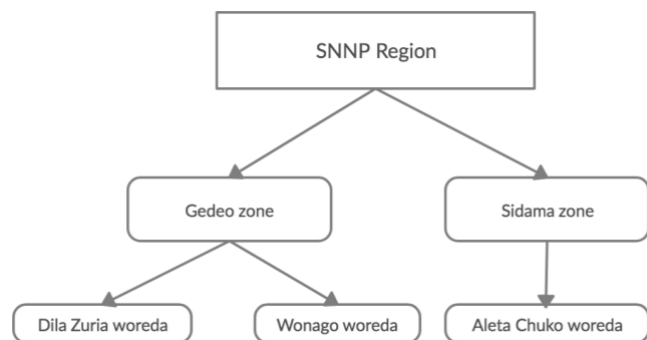 SNNP Region
Gedeo zone
Sidama zone
Dila Zuria woreda
Wonago woreda
Aleta Chuko woreda